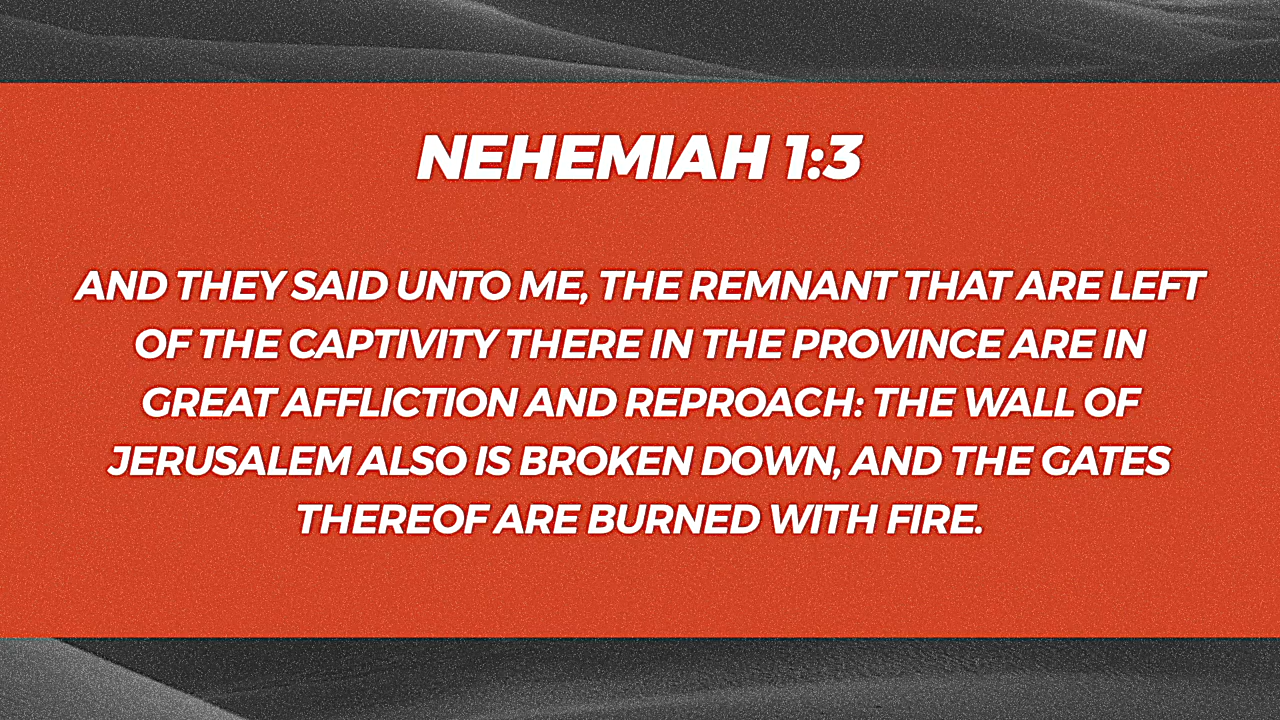 NEHEMIAH 1:3
AND THEY SAID UNTO ME, THE REMNANT THAT ARE LEFT
OF THE CAPTIVITY THERE IN THE PROVINCE ARE IN
GREAT AFFLICTION AND REPROACH: THE WALL OF
JERUSALEM ALSO IS BROKEN DOWN, AND THE GATES
THEREOF ARE BURNED WITH FIRE.